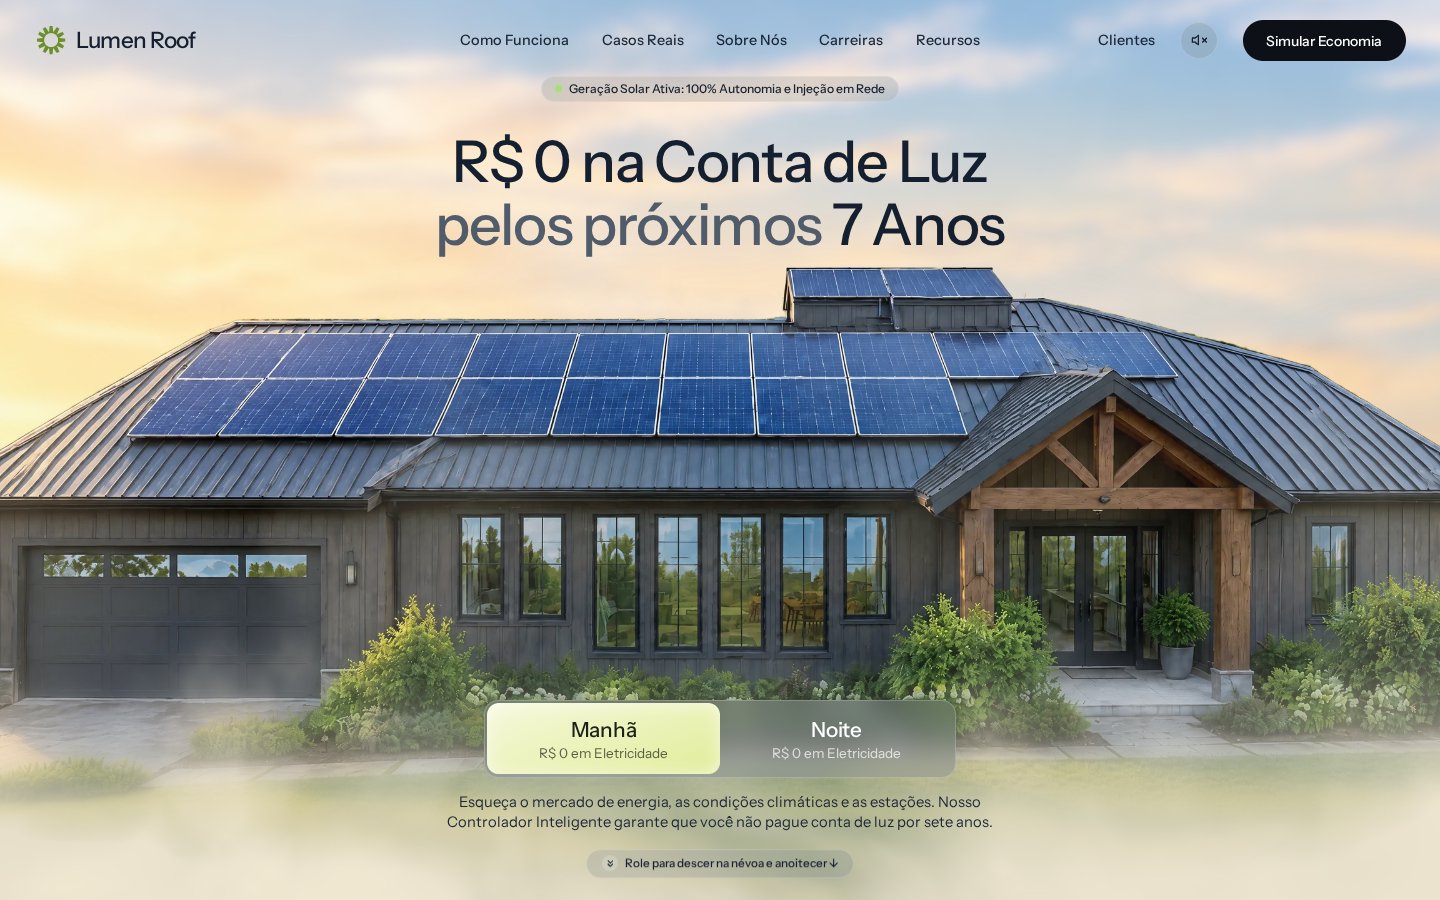 Lumen Roof
Como Funciona
Casos Reais
Sobre Nós
Carreiras
Recursos
Clientes
Simular Economia
Geração Solar Ativa: 100% Autonomia e Injeção em Rede
R$ 0 na Conta de Luz
pelos próximos 7 Anos
Manhã
R$ 0 em Eletricidade
Noite
R$ 0 em Eletricidade
Esqueça o mercado de energia, as condições climáticas e as estações. Nosso
Controlador Inteligente garante que você não pague conta de luz por sete anos.
Role para descer na névoa e anoitecer ↓